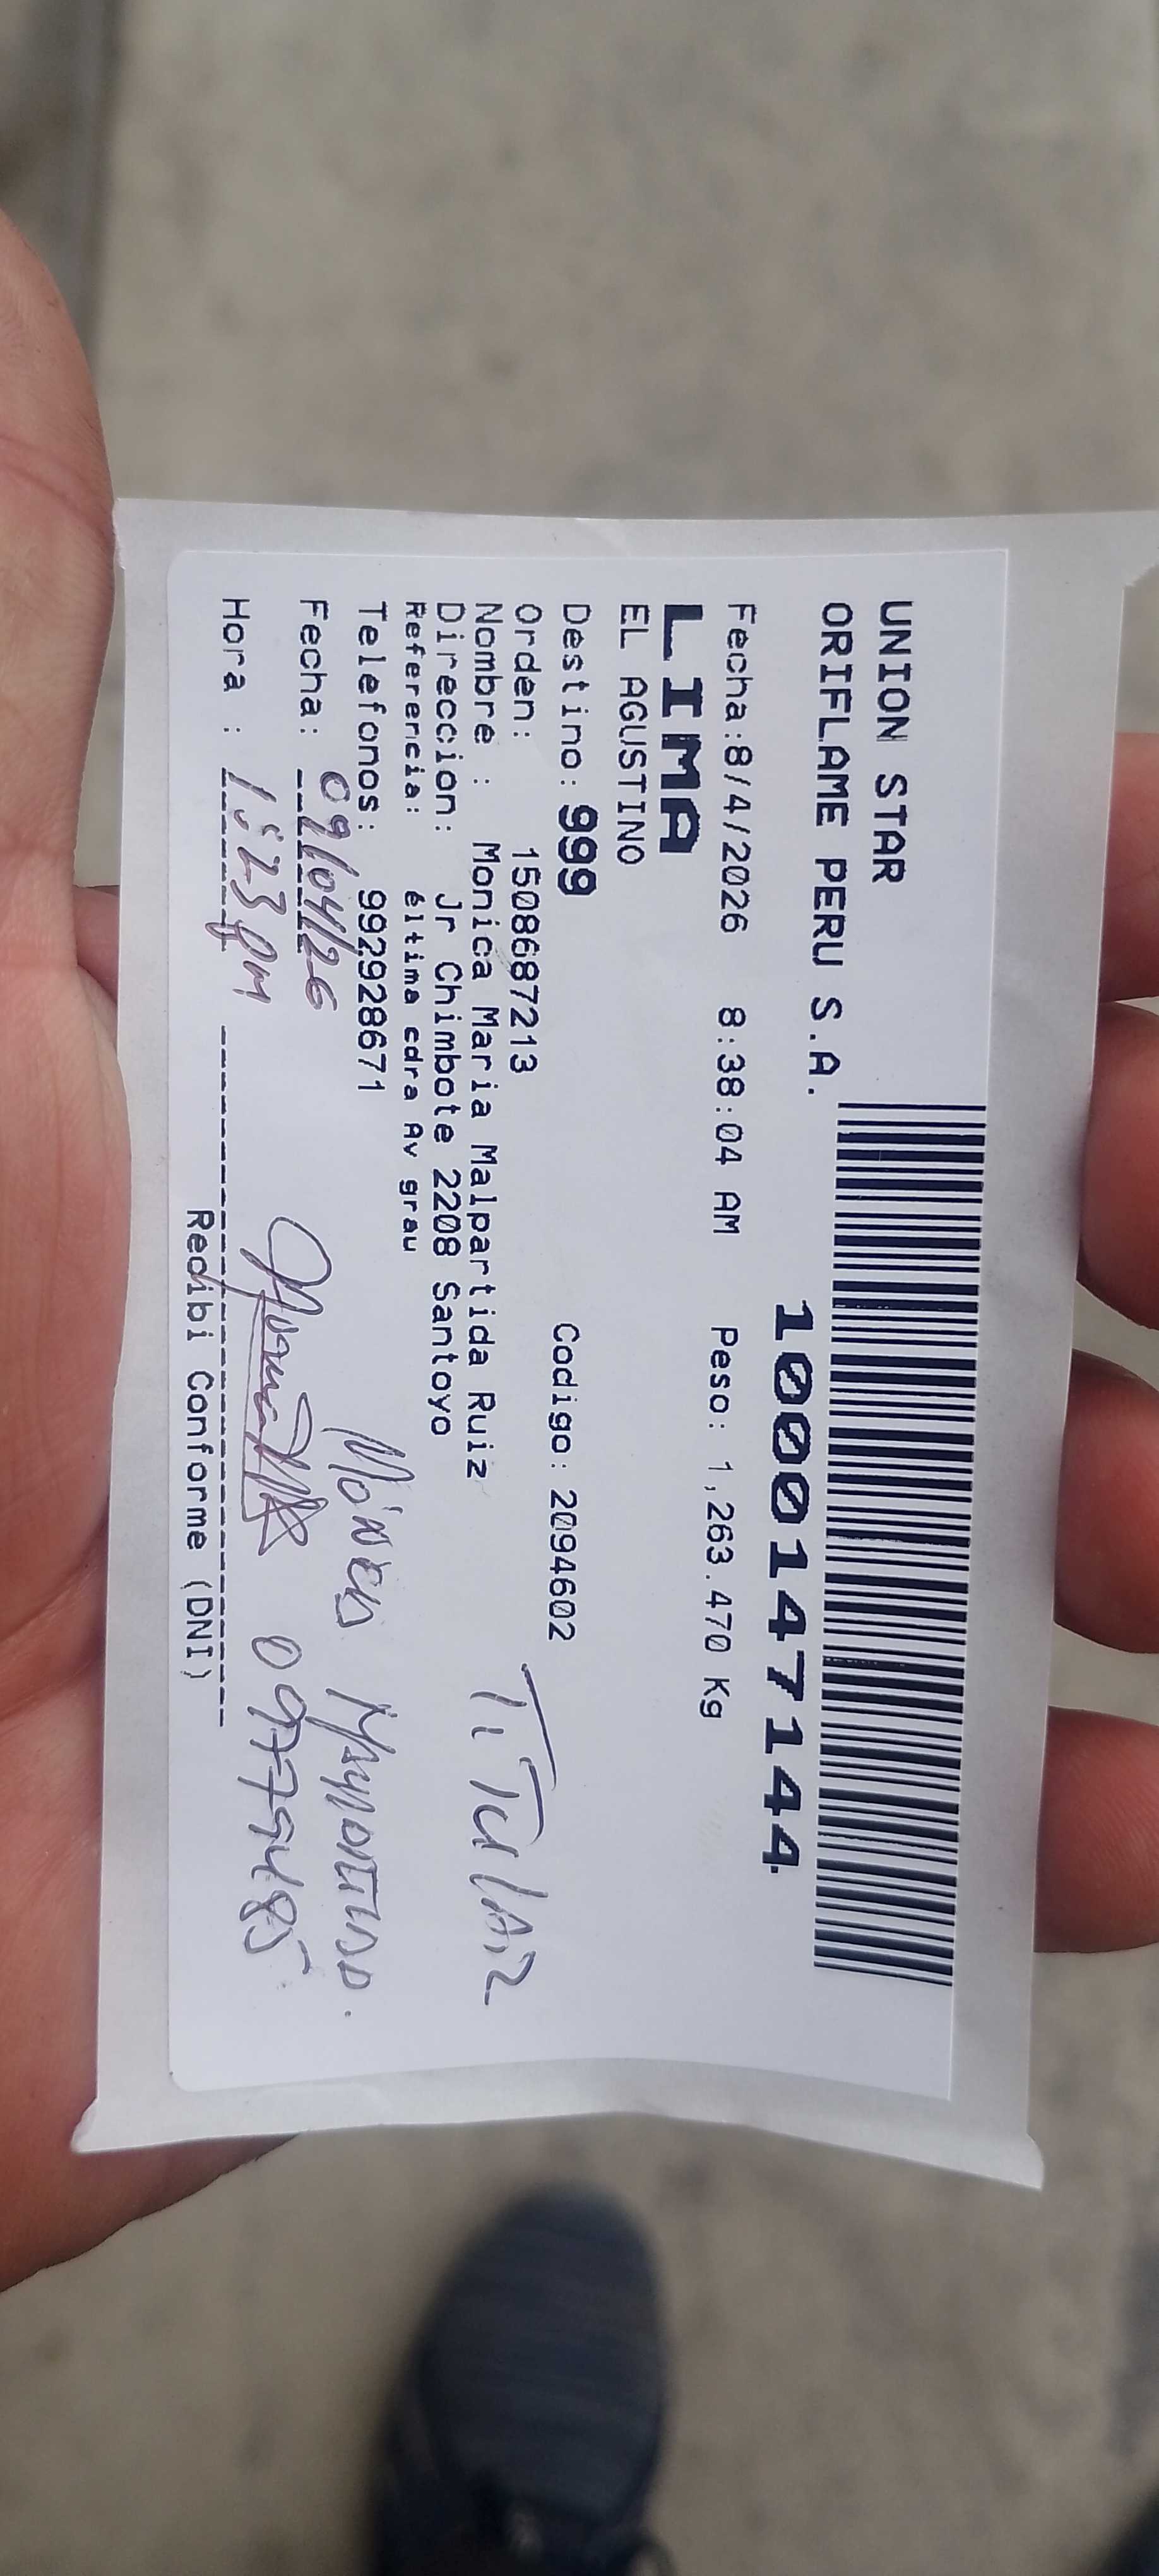 UNION STAR
ORIFLAME PERU S.A.
100147144
Fecha:8/4/2026 8:38:04 AM Peso: 1,263.470 Kg
LIMA
EL AGUSTINO
Destino: 999 Codigo: 2094602
Orden: 1508687213
Nombre : Monica Maria Malpartida Ruiz
TiTulAR
Direccion: Jr Chimbote 2208 Santoyo
Referencia: éltima cdra Av grau
Telefonos: 992928671
Fecha: 09/04/26
Hora : 1:23 pm
Recibi Conforme (DNI)